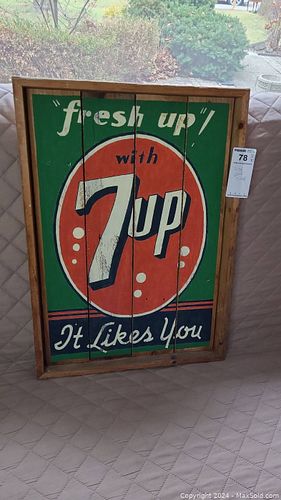 "fresh up"/
with
7up
It Likes You
78
Copyright © 2024 - MaxSold.com